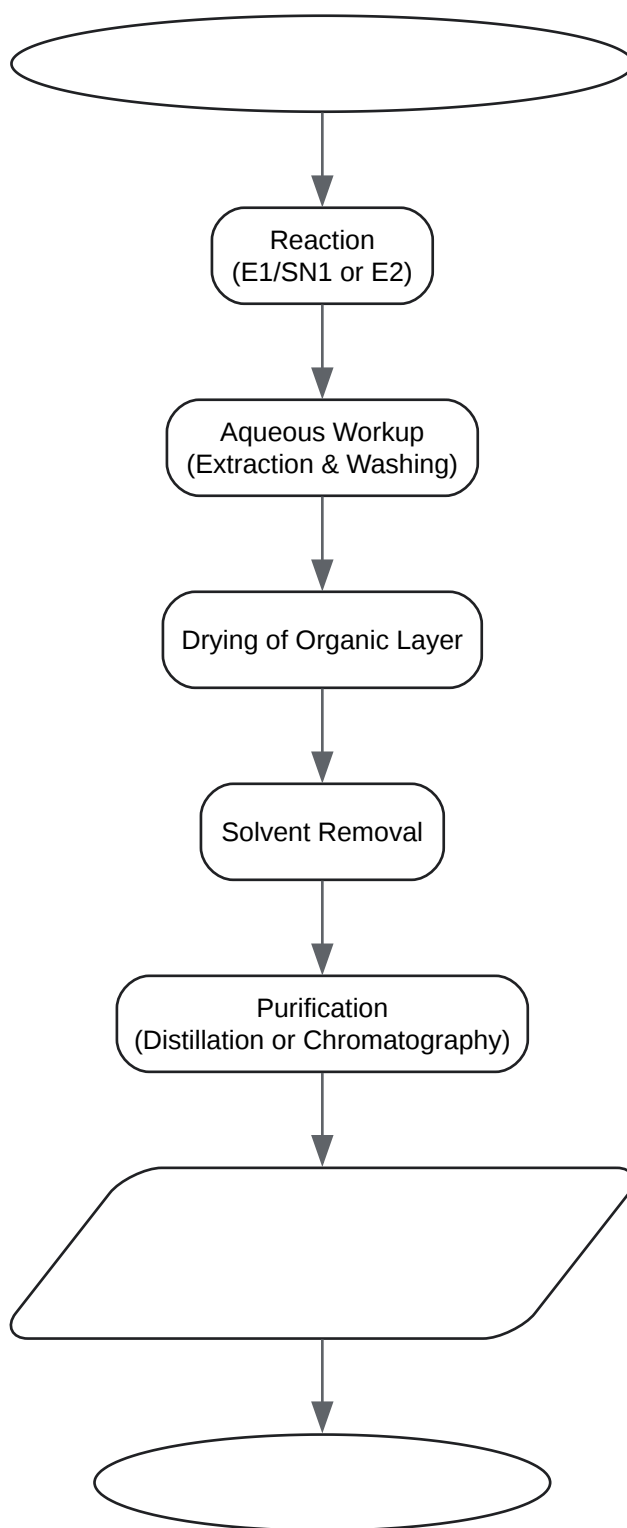 Reaction
(E1/SN1 or E2)
Aqueous Workup
(Extraction & Washing)
Drying of Organic Layer
Solvent Removal
Purification
(Distillation or Chromatography)